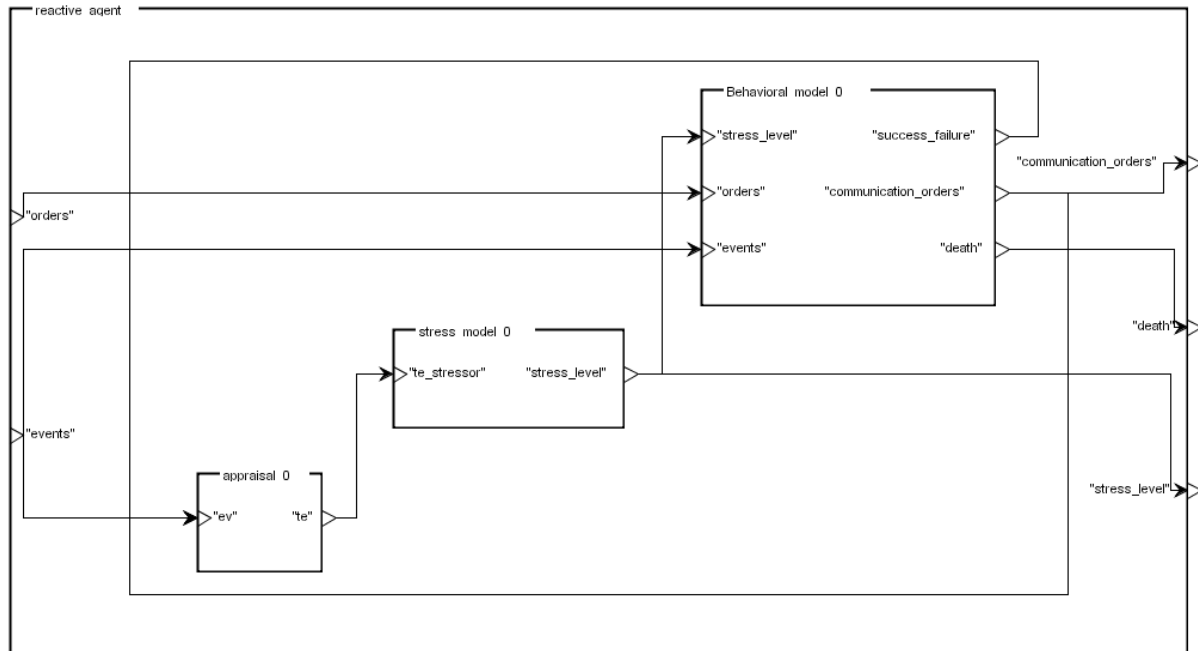 reactive agent
Behavioral model 0
"stress_level" "success_failure"
"communication_orders"
"orders" "communication_orders"
"orders"
"events" "death"
"death"
stress model 0
"te_stressor" "stress_level"
"events"
appraisal 0
"stress_level"
"ev" "te"